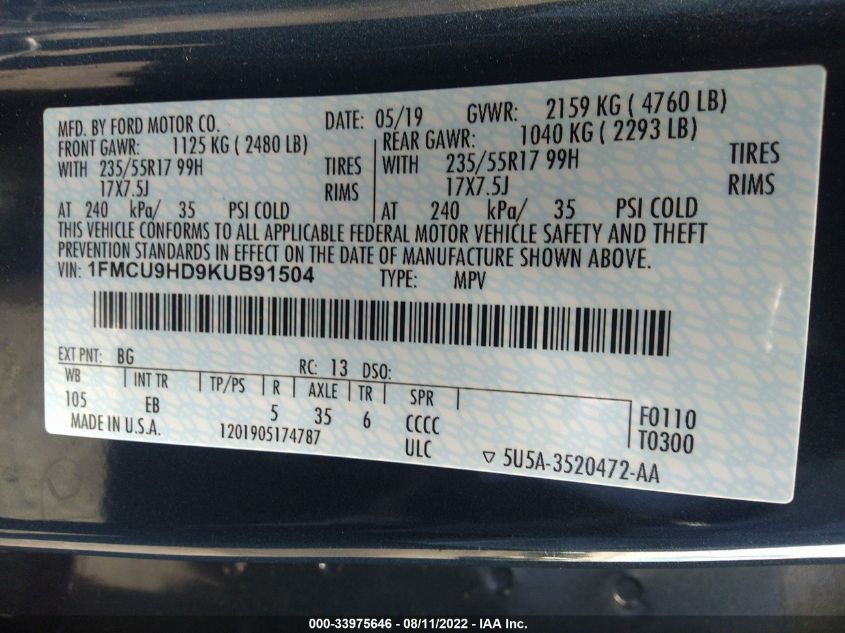 MFD. BY FORD MOTOR CO. DATE: 05/19 GVWR: 2159 KG ( 4760 LB)
FRONT GAWR: 1125 KG ( 2480 LB) REAR GAWR: 1040 KG ( 2293 LB)
WITH 235/55R17 99H TIRES WITH 235/55R17 99H TIRES
17X7.5J RIMS 17X7.5J RIMS
AT 240 kPa/ 35 PSI COLD AT 240 kPa/ 35 PSI COLD
THIS VEHICLE CONFORMS TO ALL APPLICABLE FEDERAL MOTOR VEHICLE SAFETY AND THEFT
PREVENTION STANDARDS IN EFFECT ON THE DATE OF MANUFACTURE SHOWN ABOVE.
VIN: 1FMCU9HD9KUB91504 TYPE: MPV
EXT PNT: BG RC: 13 DSO:
WB INT TR TP/PS R AXLE TR SPR
105 EB 5 35 6 CCCC F0110
MADE IN U.S.A. 1201905174787 ULC T0300
▽ 5U5A-3520472-AA
000-33975646 - 08/11/2022 - IAA Inc.